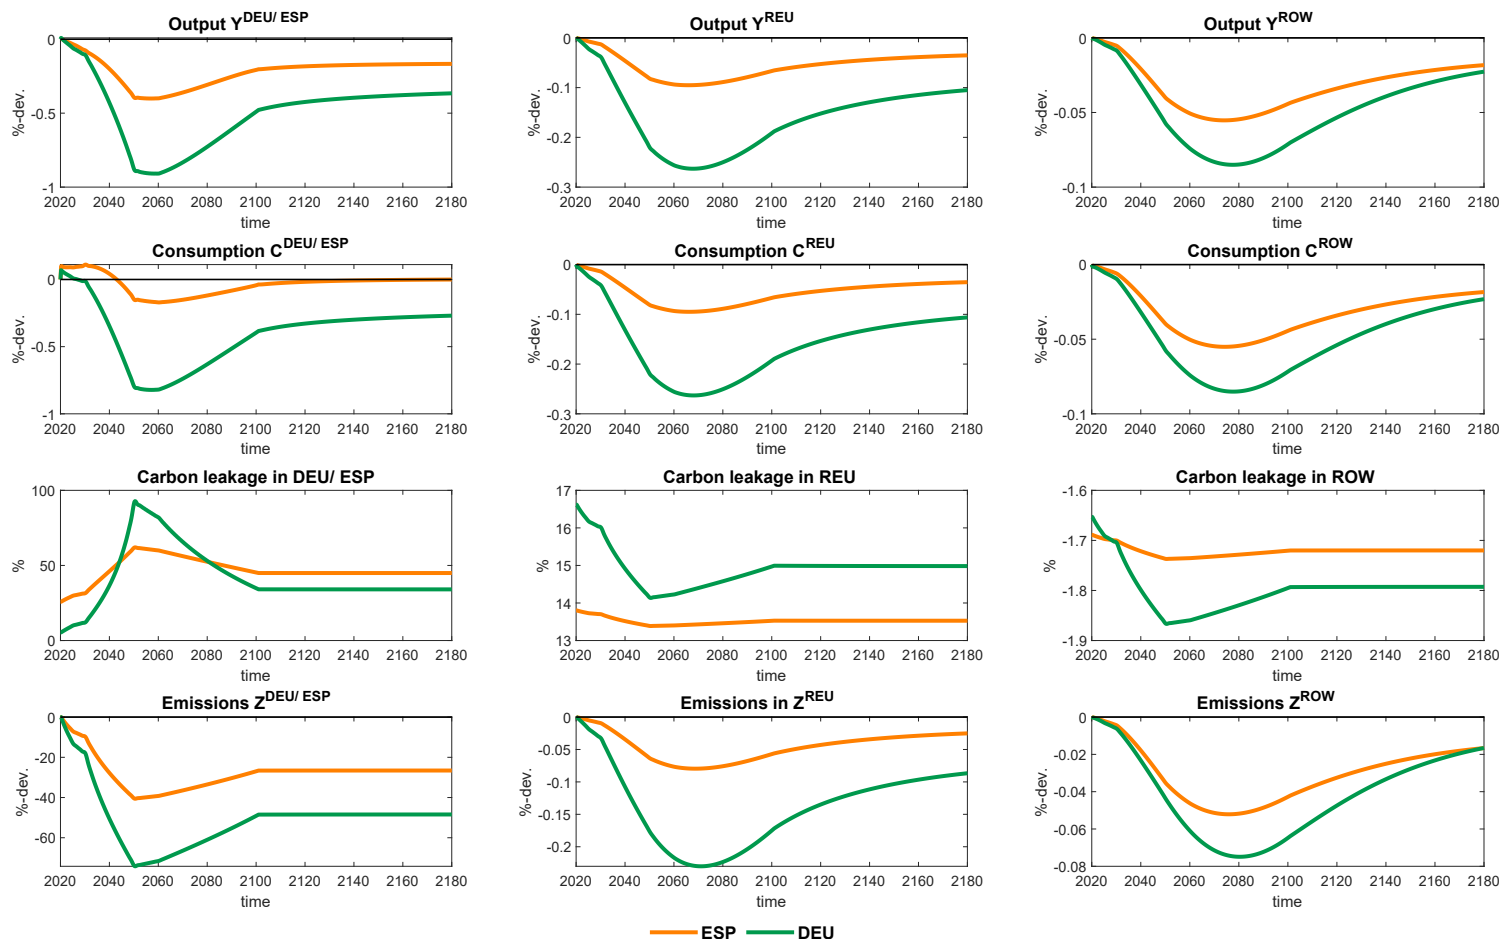 Output Y^DEU/ ESP
0
-0.5
-1
%-dev.
2020 2040 2060 2080 2100 2120 2140 2160 2180
time
Output Y^REU
0
-0.1
-0.2
-0.3
%-dev.
2020 2040 2060 2080 2100 2120 2140 2160 2180
time
Output Y^ROW
0
-0.05
-0.1
%-dev.
2020 2040 2060 2080 2100 2120 2140 2160 2180
time
Consumption C^DEU/ ESP
0
-0.5
-1
%-dev.
2020 2040 2060 2080 2100 2120 2140 2160 2180
time
Consumption C^REU
0
-0.1
-0.2
-0.3
%-dev.
2020 2040 2060 2080 2100 2120 2140 2160 2180
time
Consumption C^ROW
0
-0.05
-0.1
%-dev.
2020 2040 2060 2080 2100 2120 2140 2160 2180
time
Carbon leakage in DEU/ ESP
100
50
0
%
2020 2040 2060 2080 2100 2120 2140 2160 2180
time
Carbon leakage in REU
17
16
15
14
13
%
2020 2040 2060 2080 2100 2120 2140 2160 2180
time
Carbon leakage in ROW
-1.6
-1.7
-1.8
-1.9
%
2020 2040 2060 2080 2100 2120 2140 2160 2180
time
Emissions Z^DEU/ ESP
0
-20
-40
-60
%-dev.
2020 2040 2060 2080 2100 2120 2140 2160 2180
time
Emissions in Z^REU
0
-0.05
-0.1
-0.15
-0.2
%-dev.
2020 2040 2060 2080 2100 2120 2140 2160 2180
time
Emissions Z^ROW
0
-0.02
-0.04
-0.06
-0.08
%-dev.
2020 2040 2060 2080 2100 2120 2140 2160 2180
time
ESP DEU